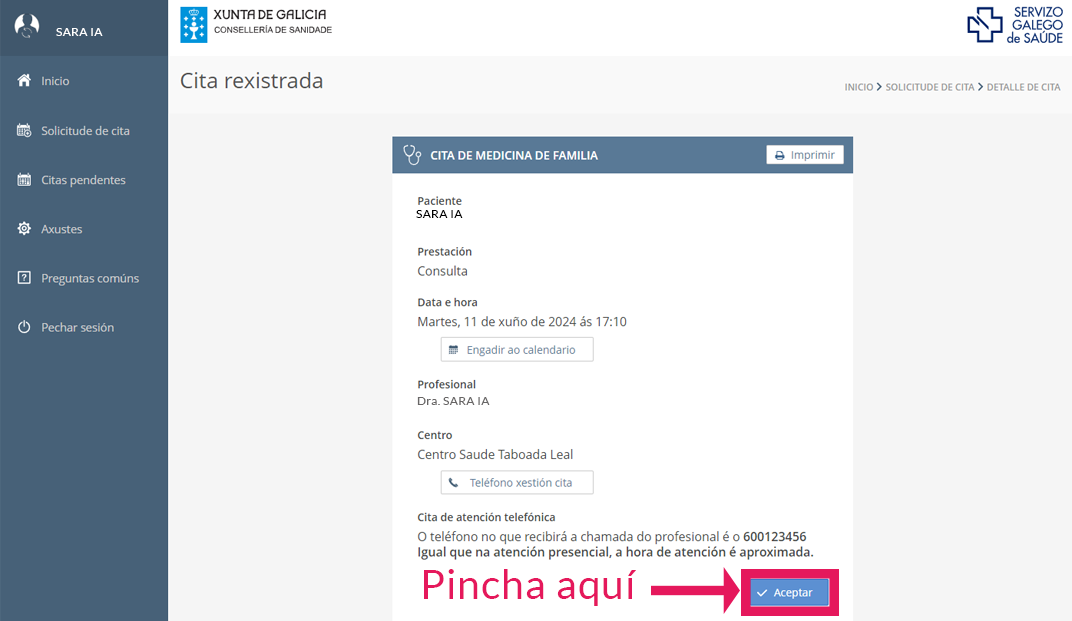 SARA IA
Inicio
Solicitude de cita
Citas pendentes
Axustes
Preguntas comúns
Pechar sesión
XUNTA DE GALICIA
CONSELLERÍA DE SANIDADE
SERVIZO
GALEGO
de SAÚDE
Cita rexistrada
INICIO > SOLICITUDE DE CITA > DETALLE DE CITA
CITA DE MEDICINA DE FAMILIA
Imprimir
Paciente
SARA IA
Prestación
Consulta
Data e hora
Martes, 11 de xuño de 2024 ás 17:10
Engadir ao calendario
Profesional
Dra. SARA IA
Centro
Centro Saude Taboada Leal
Teléfono xestión cita
Cita de atención telefónica
O teléfono no que recibirá a chamada do profesional é o 600123456
Igual que na atención presencial, a hora de atención é aproximada.
Pincha aquí
Aceptar